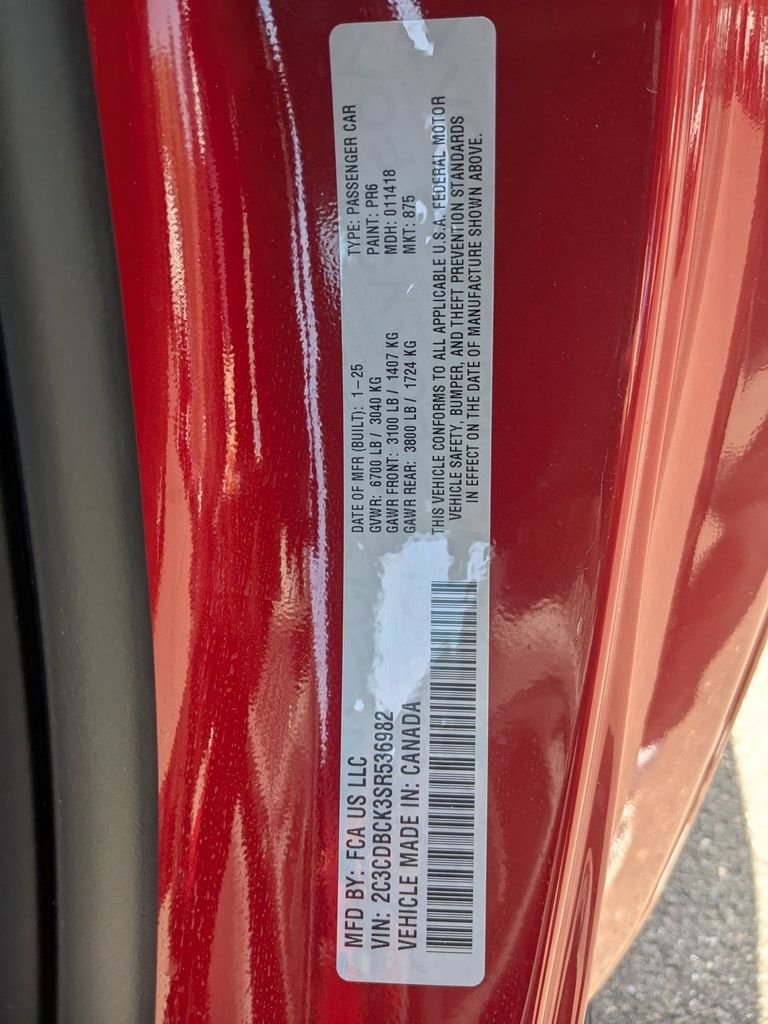 MFD BY: FCA US LLC
VIN: 2C3CDBCK3SR536982
VEHICLE MADE IN: CANADA
DATE OF MFR (BUILT): 1-25
GVWR: 6700 LB / 3040 KG
GAWR FRONT: 3100 LB / 1407 KG
GAWR REAR: 3800 LB / 1724 KG
TYPE: PASSENGER CAR
PAINT: PR6
MDH: 011418
MKT: 875
THIS VEHICLE CONFORMS TO ALL APPLICABLE U.S.A. FEDERAL MOTOR
VEHICLE SAFETY, BUMPER, AND THEFT PREVENTION STANDARDS
IN EFFECT ON THE DATE OF MANUFACTURE SHOWN ABOVE.